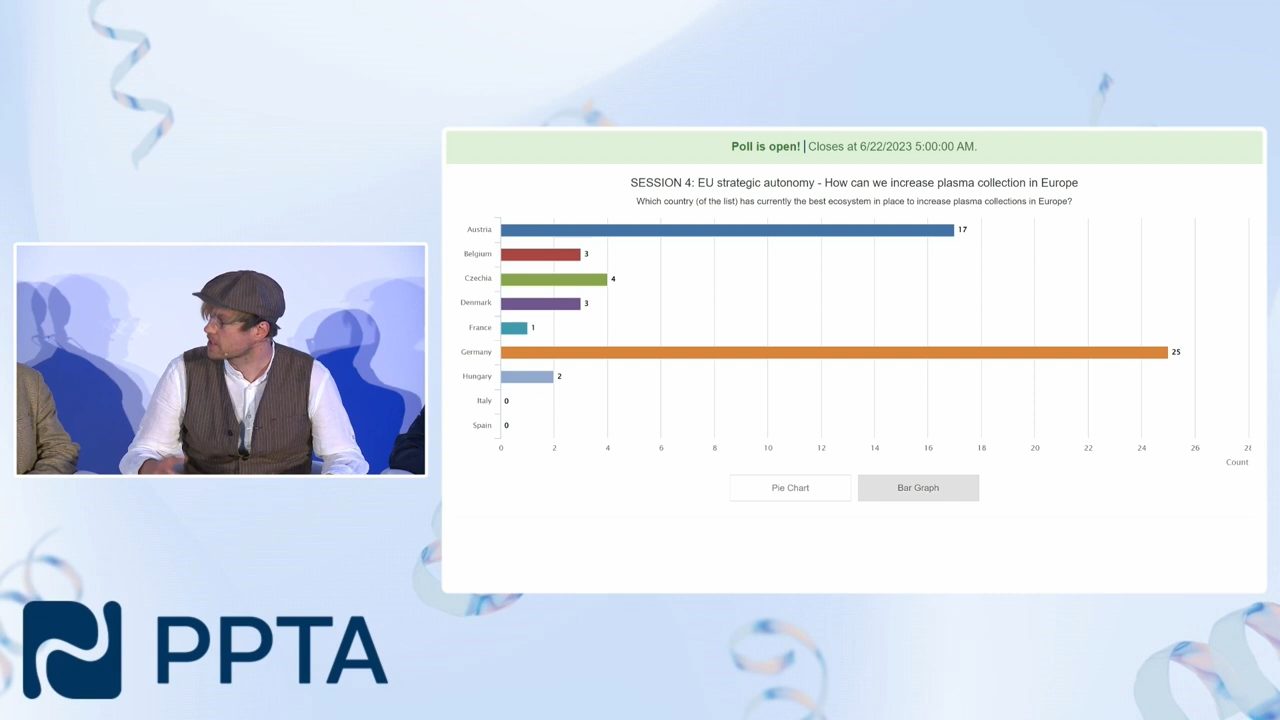 Poll is open! | Closes at 6/22/2023 5:00:00 AM.
SESSION 4: EU strategic autonomy - How can we increase plasma collection in Europe
Which country (of the list) has currently the best ecosystem in place to increase plasma collections in Europe?
Austria 17
Belgium 3
Czechia 4
Denmark 3
France 1
Germany 25
Hungary 2
Italy 0
Spain 0
0 2 4 6 8 10 12 14 16 18 20 22 24 26 28
Count
Pie Chart Bar Graph
PPTA